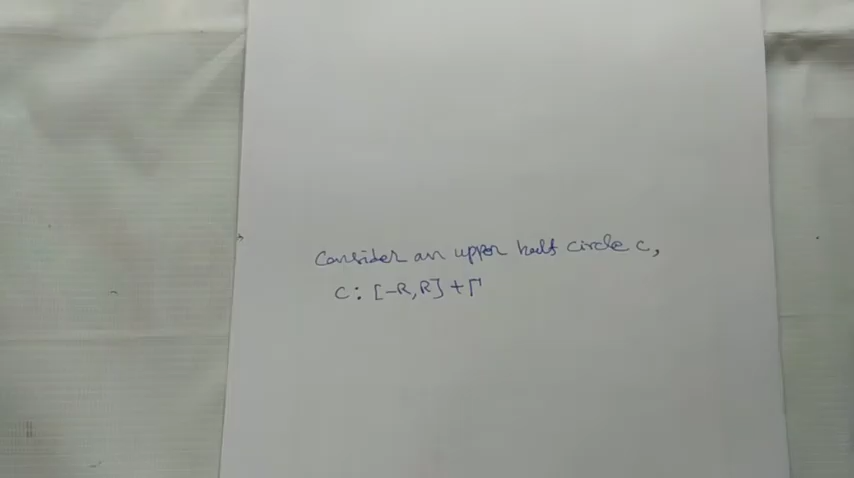 Consider an upper half circle C,
C: [-R, R] + Γ